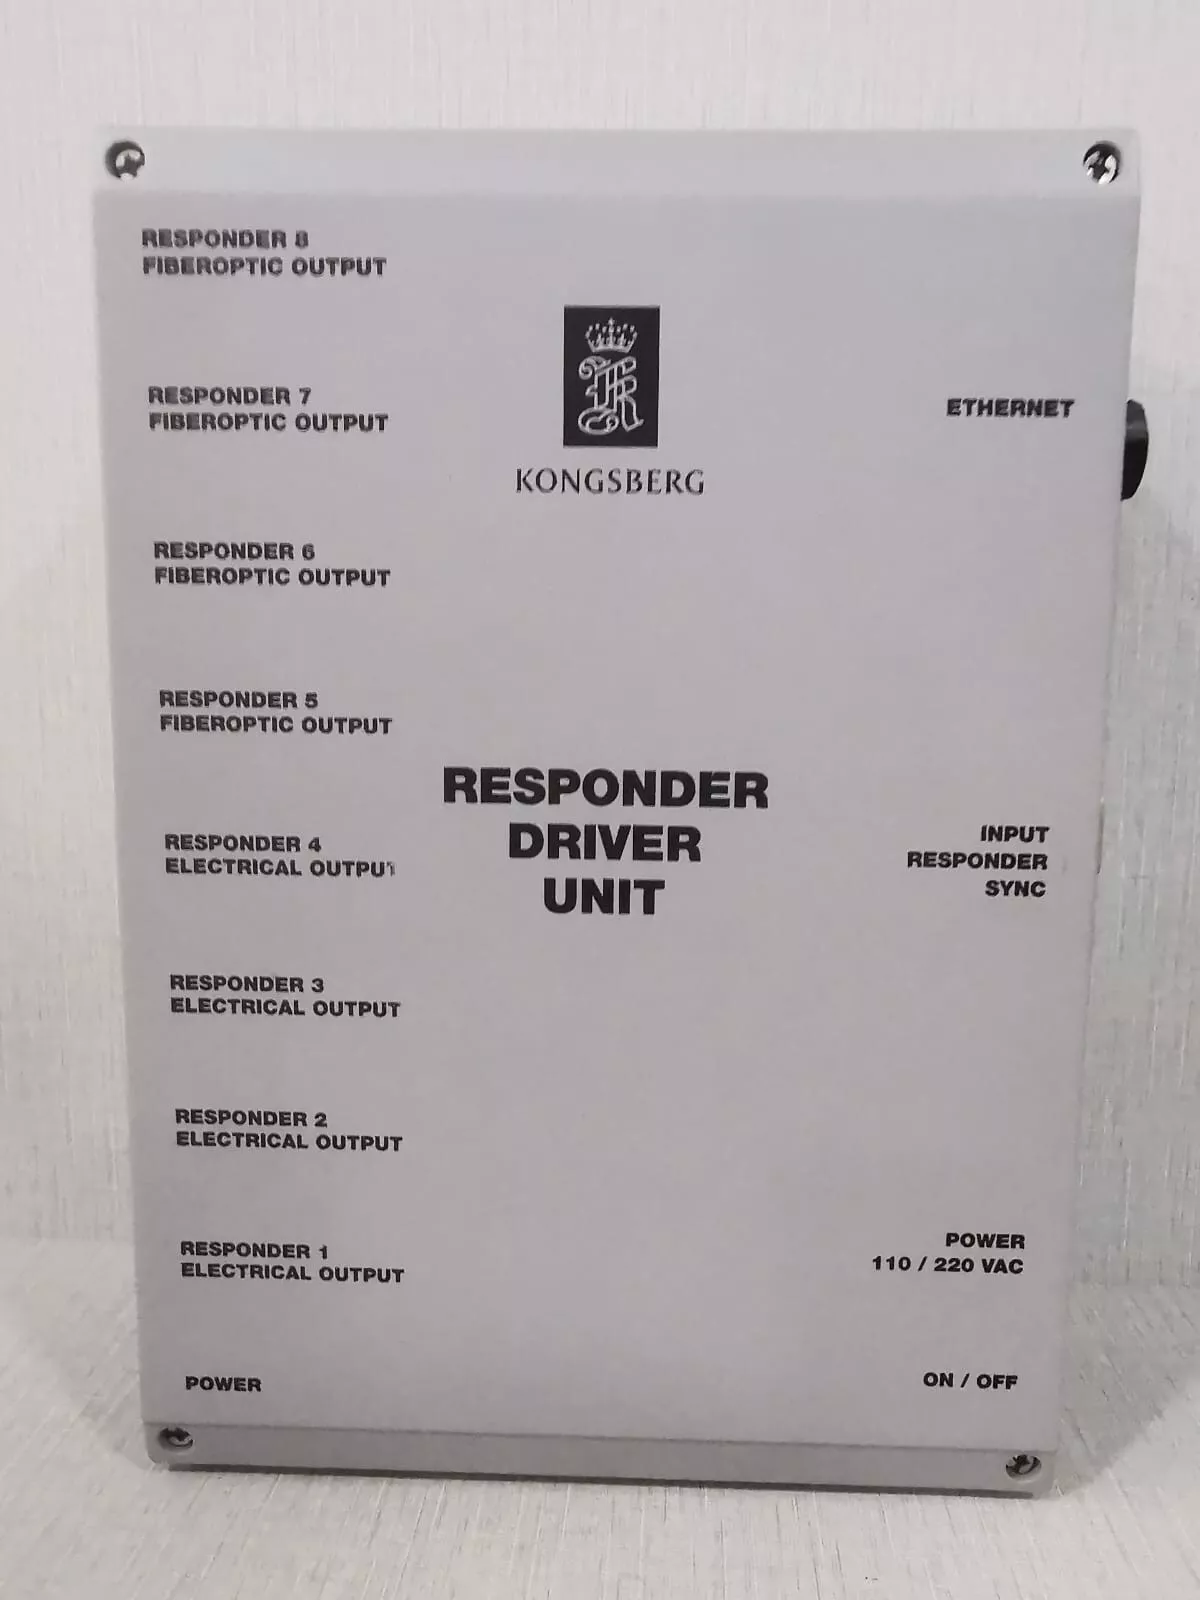 RESPONDER 8
FIBEROPTIC OUTPUT
KONGSBERG
RESPONDER 7
FIBEROPTIC OUTPUT
ETHERNET
RESPONDER 6
FIBEROPTIC OUTPUT
RESPONDER 5
FIBEROPTIC OUTPUT
RESPONDER
DRIVER
UNIT
RESPONDER 4
ELECTRICAL OUTPUT
INPUT
RESPONDER
SYNC
RESPONDER 3
ELECTRICAL OUTPUT
RESPONDER 2
ELECTRICAL OUTPUT
RESPONDER 1
ELECTRICAL OUTPUT
POWER
110 / 220 VAC
POWER
ON / OFF